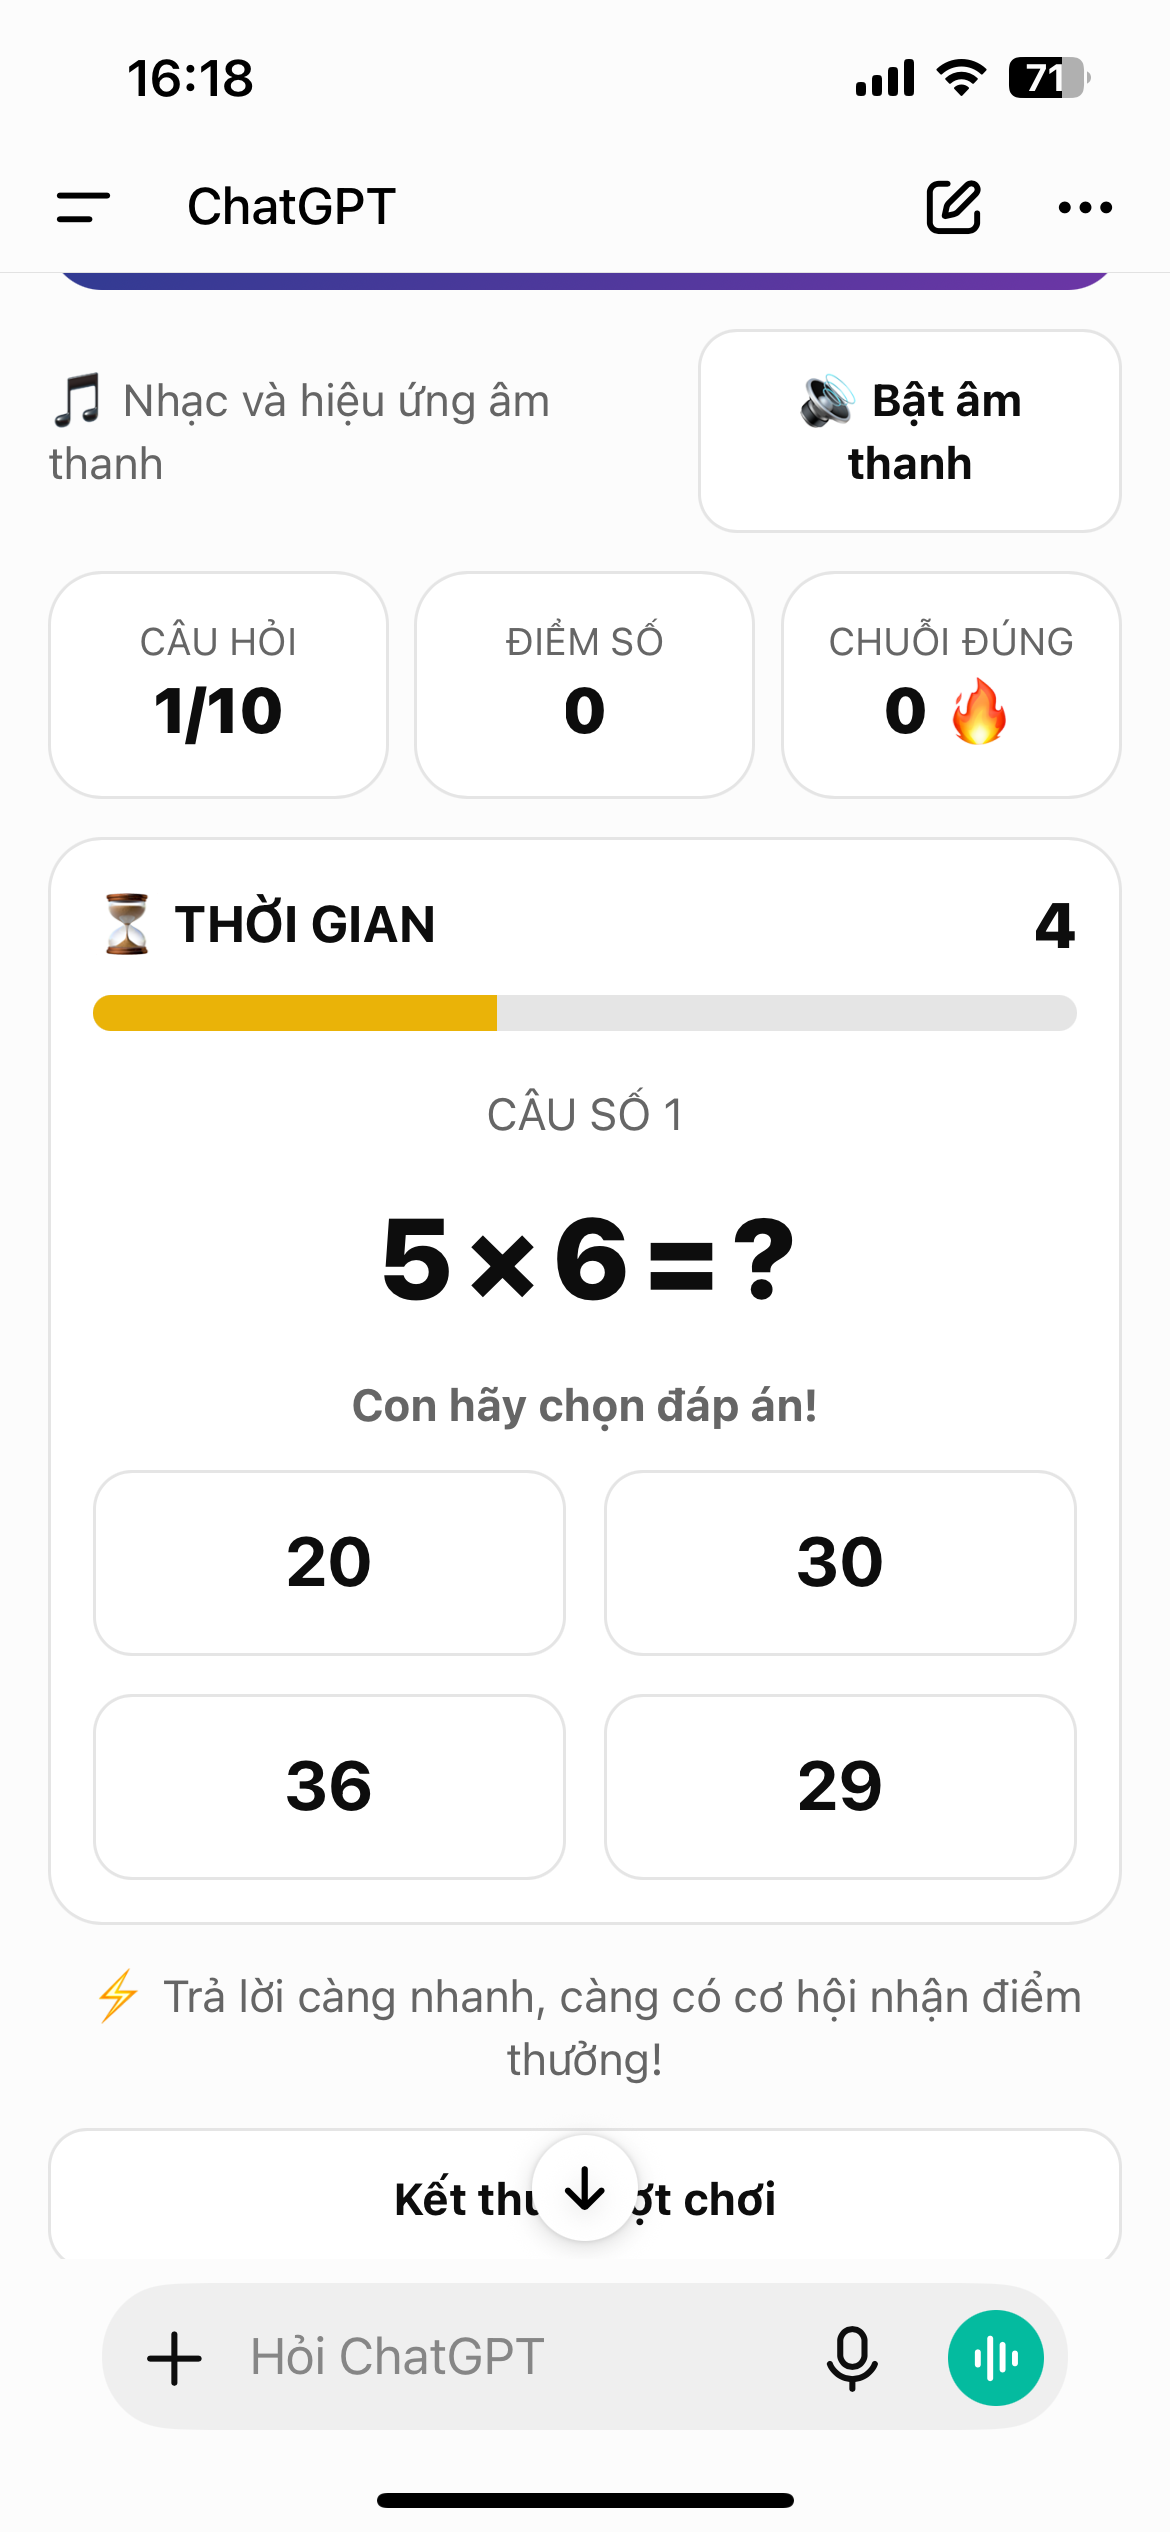 16:18
71
ChatGPT
🎵 Nhạc và hiệu ứng âm
thanh
🔊 Bật âm
thanh
CÂU HỎI
1/10
ĐIỂM SỐ
0
CHUỖI ĐÚNG
0 🔥
⏳ THỜI GIAN
4
CÂU SỐ 1
5×6=?
Con hãy chọn đáp án!
20
30
36
29
⚡ Trả lời càng nhanh, càng có cơ hội nhận điểm
thưởng!
Kết chơi
Hỏi ChatGPT